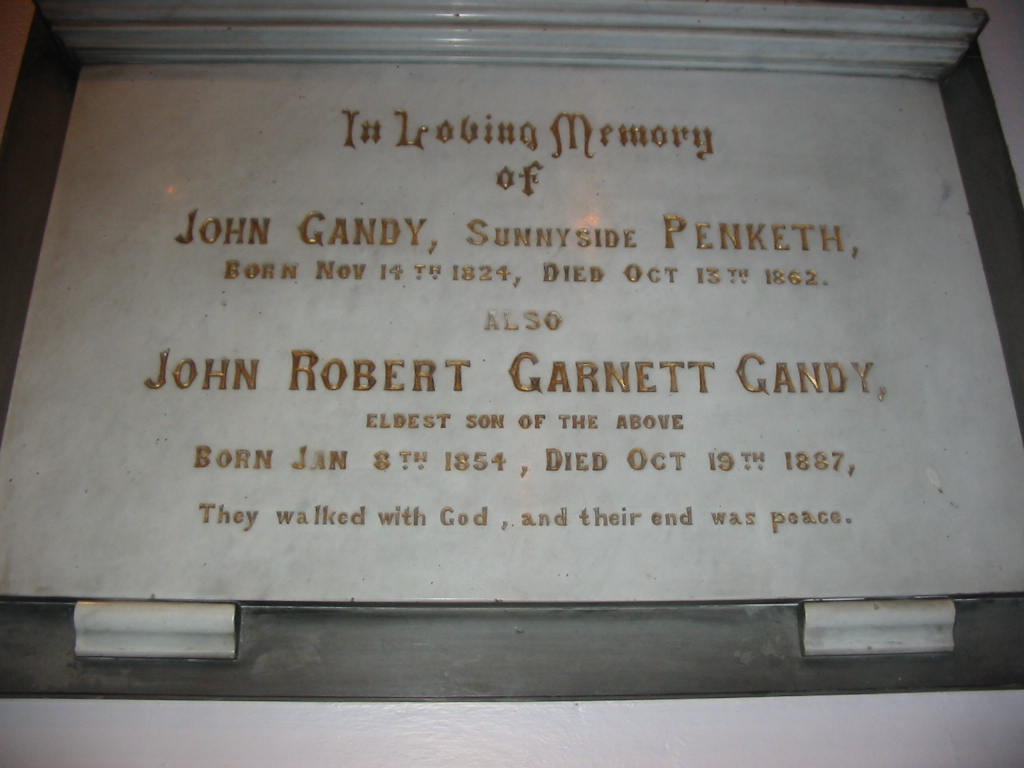 In Loving Memory
of
JOHN GANDY, SUNNYSIDE PENKETH,
BORN NOV 14TH 1824, DIED OCT 13TH 1862.
ALSO
JOHN ROBERT GARNETT GANDY,
ELDEST SON OF THE ABOVE
BORN JAN 8TH 1854, DIED OCT 19TH 1887,
They walked with God, and their end was peace.